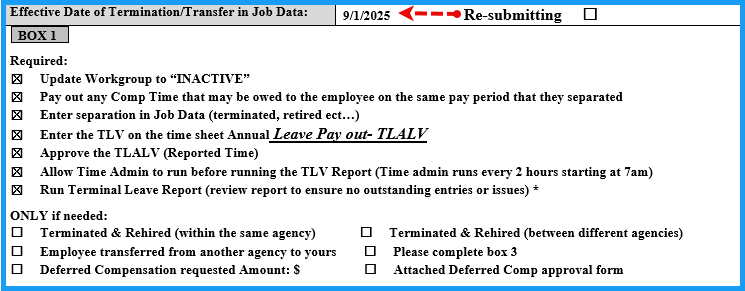 Effective Date of Termination/Transfer in Job Data: 9/1/2025 Re-submitting ☐
BOX 1
Required:
☒ Update Workgroup to “INACTIVE”
☒ Pay out any Comp Time that may be owed to the employee on the same pay period that they separated
☒ Enter separation in Job Data (terminated, retired ect…)
☒ Enter the TLV on the time sheet Annual Leave Pay out- TLALV
☒ Approve the TLALV (Reported Time)
☒ Allow Time Admin to run before running the TLV Report (Time admin runs every 2 hours starting at 7am)
☒ Run Terminal Leave Report (review report to ensure no outstanding entries or issues) *
ONLY if needed:
☐ Terminated & Rehired (within the same agency) ☐ Terminated & Rehired (between different agencies)
☐ Employee transferred from another agency to yours ☐ Please complete box 3
☐ Deferred Compensation requested Amount: $ ☐ Attached Deferred Comp approval form